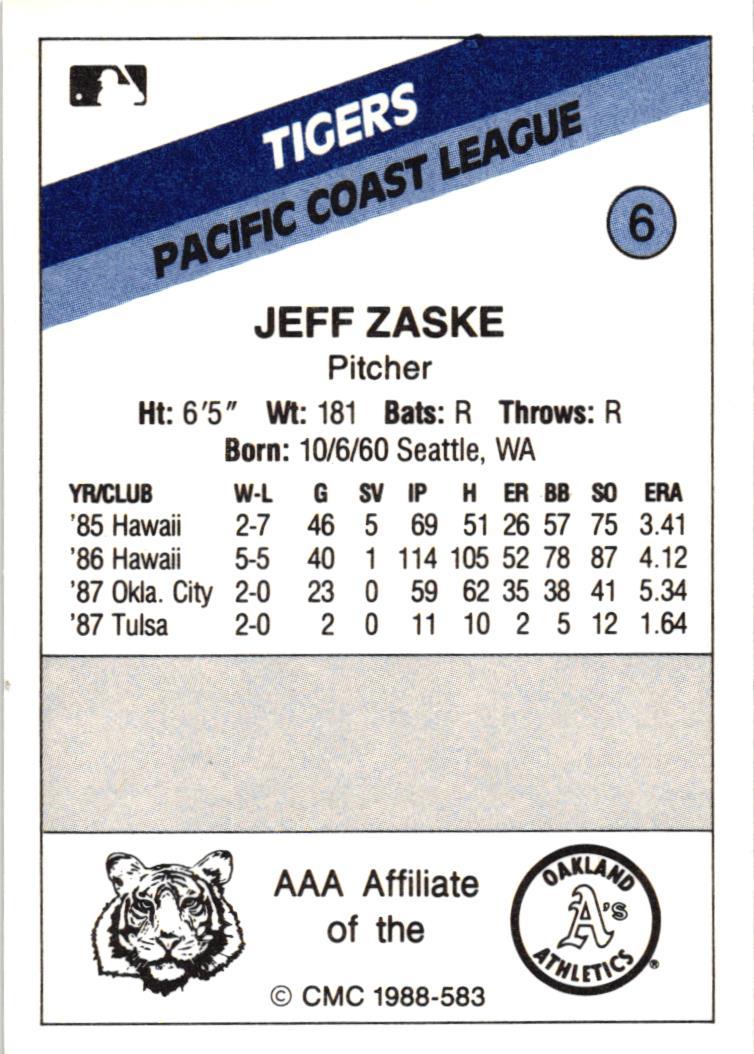 TIGERS
PACIFIC COAST LEAGUE
6
JEFF ZASKE
Pitcher
Ht: 6'5" Wt: 181 Bats: R Throws: R
Born: 10/6/60 Seattle, WA
YR/CLUB W-L G SV IP H ER BB SO ERA
'85 Hawaii 2-7 46 5 69 51 26 57 75 3.41
'86 Hawaii 5-5 40 1 114 105 52 78 87 4.12
'87 Okla. City 2-0 23 0 59 62 35 38 41 5.34
'87 Tulsa 2-0 2 0 11 10 2 5 12 1.64
AAA Affiliate
of the
OAKLAND
A's
ATHLETICS ®
© CMC 1988-583